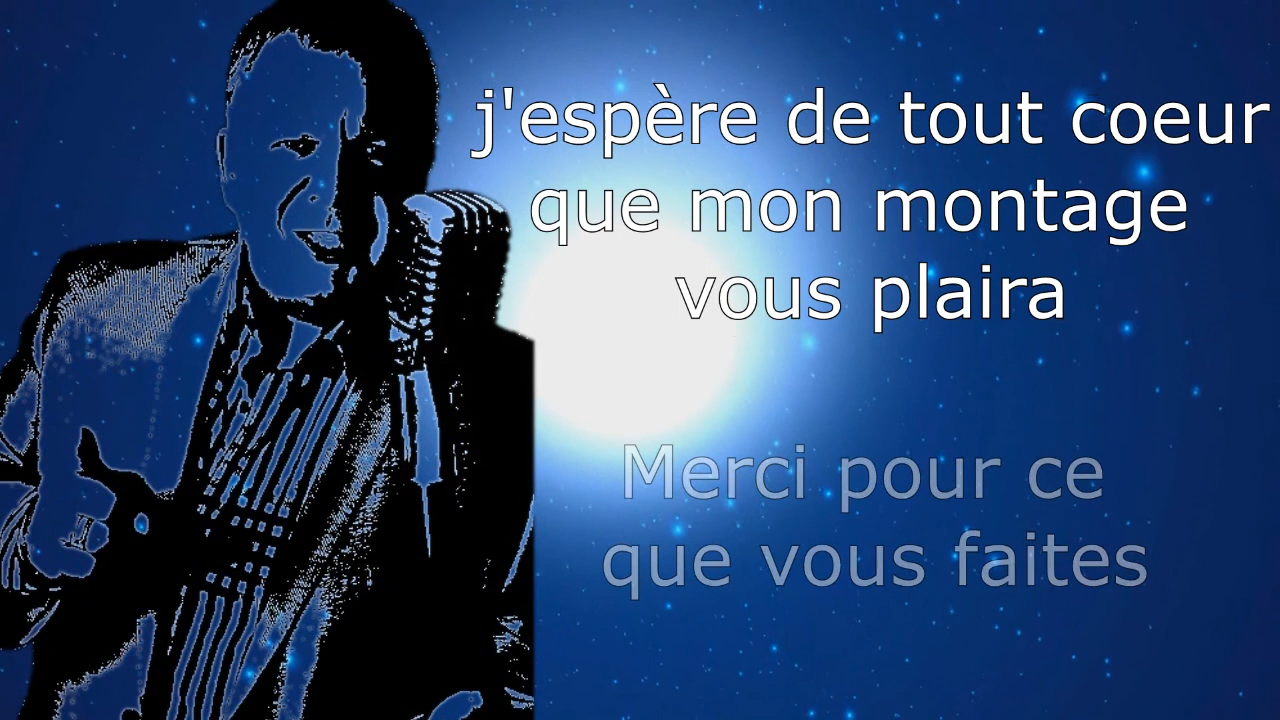 j'espère de tout coeur
que mon montage
vous plaira
Merci pour ce
que vous faites